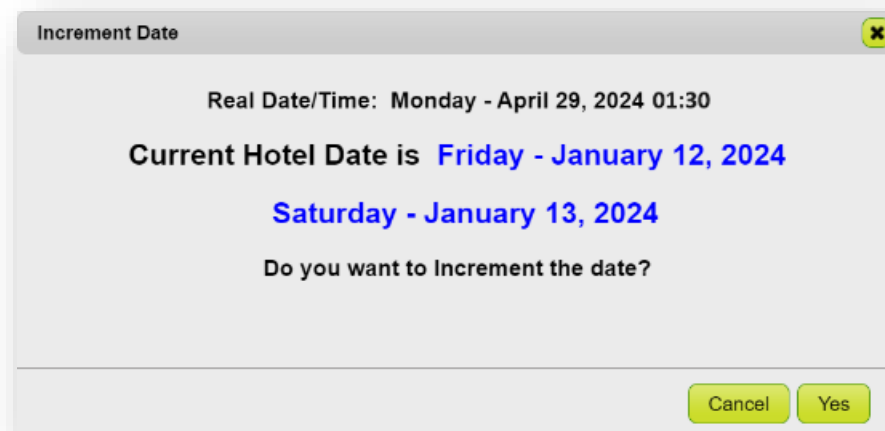 Increment Date
Real Date/Time: Monday - April 29, 2024 01:30
Current Hotel Date is Friday - January 12, 2024
Saturday - January 13, 2024
Do you want to Increment the date?
Cancel Yes